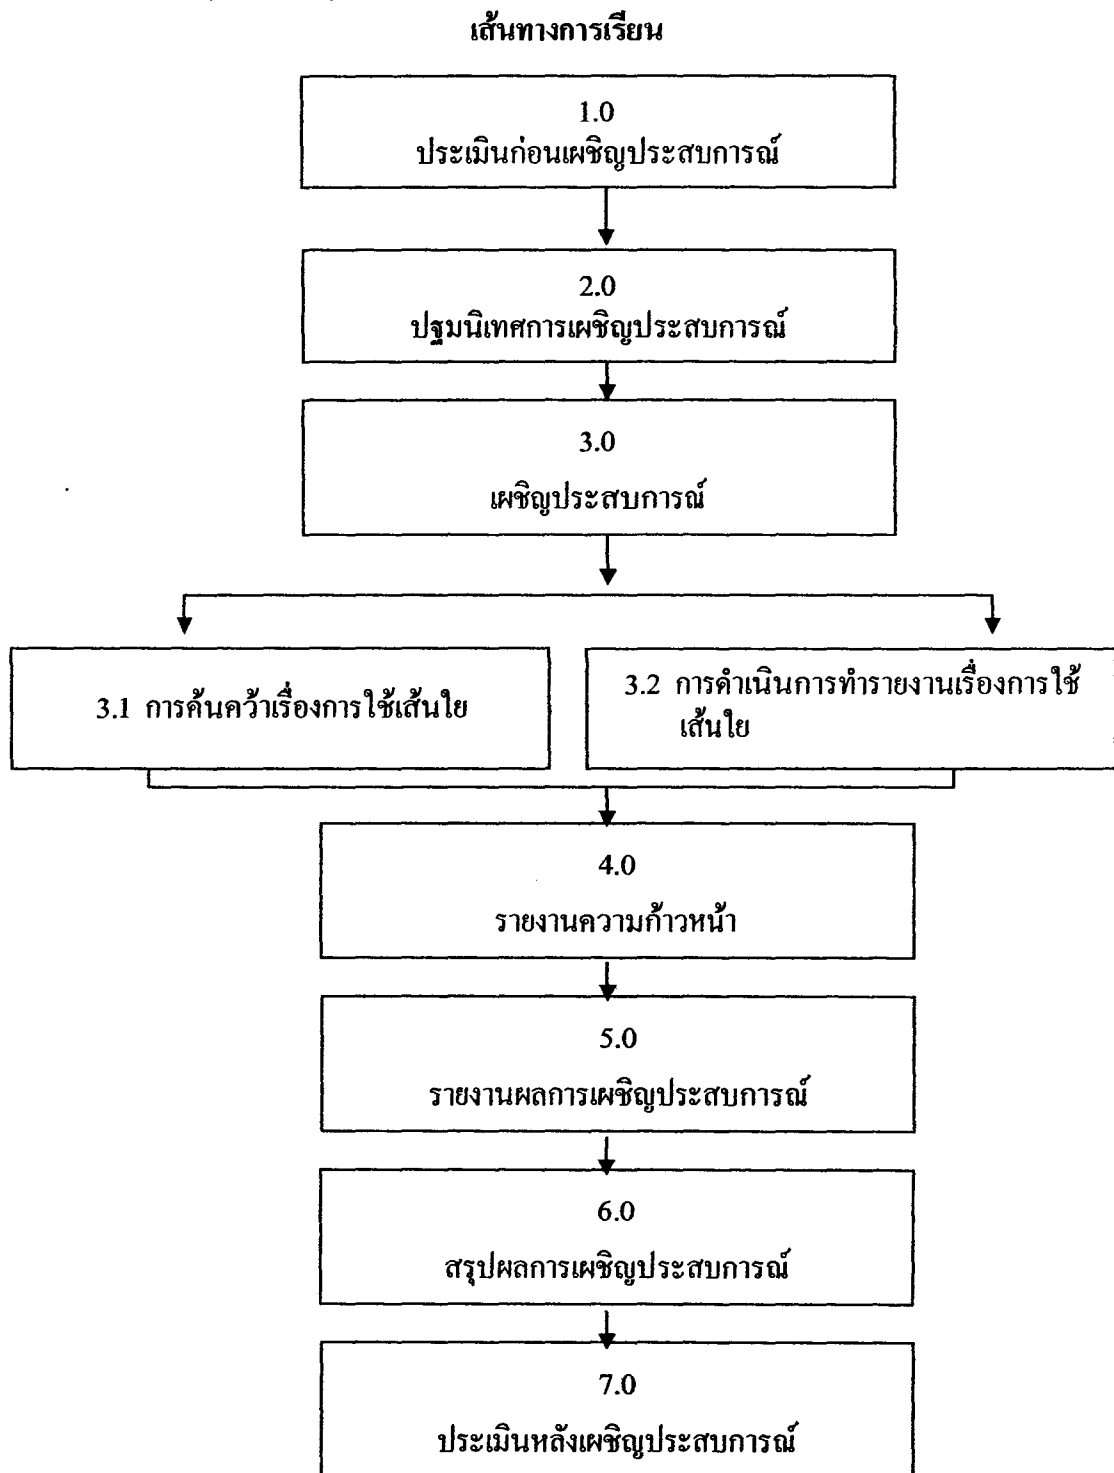 เส้นทางการเรียน
1.0
ประเมินก่อนเผชิญประสบการณ์
2.0
ปฐมนิเทศการเผชิญประสบการณ์
3.0
เผชิญประสบการณ์
3.1 การค้นคว้าเรื่องการใช้เส้นใย
3.2 การดำเนินการทำรายงานเรื่องการใช้
เส้นใย
4.0
รายงานความก้าวหน้า
5.0
รายงานผลการเผชิญประสบการณ์
6.0
สรุปผลการเผชิญประสบการณ์
7.0
ประเมินหลังเผชิญประสบการณ์